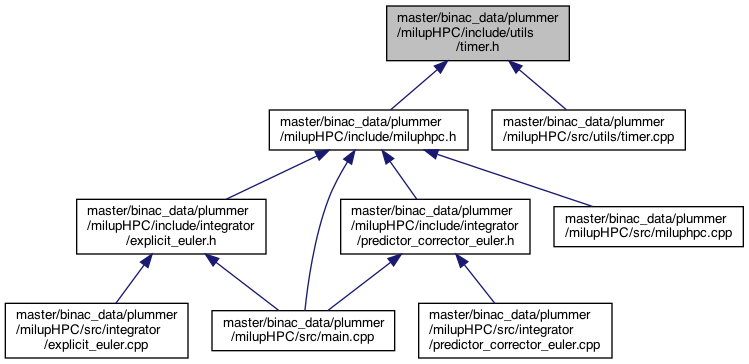 master/binac_data/plummer
/milupHPC/include/utils
/timer.h
master/binac_data/plummer
/milupHPC/include/miluphpc.h
master/binac_data/plummer
/milupHPC/src/utils/timer.cpp
master/binac_data/plummer
/milupHPC/include/integrator
/explicit_euler.h
master/binac_data/plummer
/milupHPC/include/integrator
/predictor_corrector_euler.h
master/binac_data/plummer
/milupHPC/src/miluphpc.cpp
master/binac_data/plummer
/milupHPC/src/integrator
/explicit_euler.cpp
master/binac_data/plummer
/milupHPC/src/main.cpp
master/binac_data/plummer
/milupHPC/src/integrator
/predictor_corrector_euler.cpp